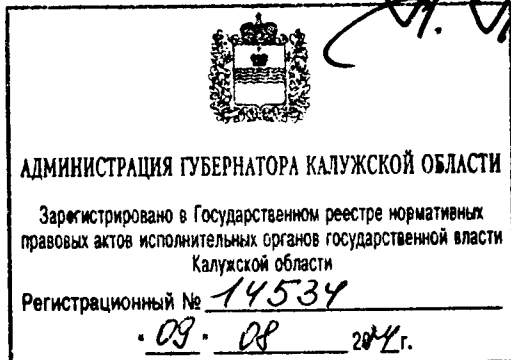 АДМИНИСТРАЦИЯ ГУБЕРНАТОРА КАЛУЖСКОЙ ОБЛАСТИ
Зарегистрировано в Государственном реестре нормативных
правовых актов исполнительных органов государственной власти
Калужской области
Регистрационный № 14534
"09" 08 2024 г.